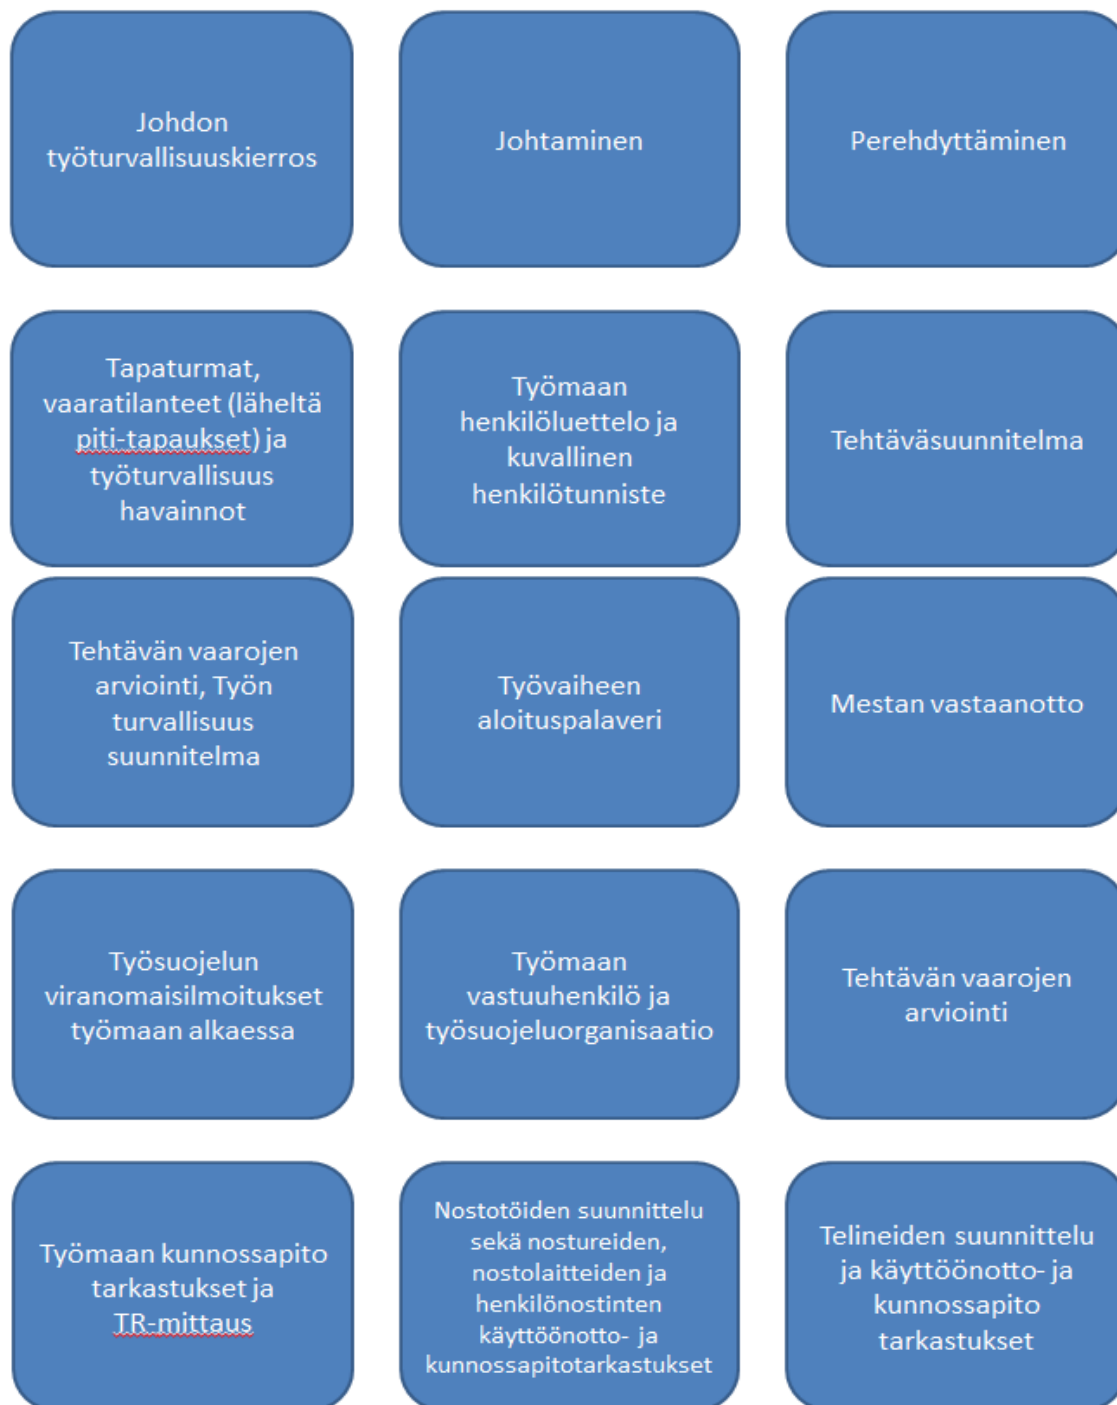 Johdon
työturvallisuuskierros
Johtaminen
Perehdyttäminen
Tapaturmat,
vaaratilanteet (läheltä
piti-tapaukset) ja
työturvallisuus
havainnot
Työmaan
henkilöluettelo ja
kuvallinen
henkilötunniste
Tehtäväsuunnitelma
Tehtävän vaarojen
arviointi, Työn
turvallisuus
suunnitelma
Työvaiheen
aloituspalaveri
Mestan vastaanotto
Työsuojelun
viranomaisilmoitukset
työmaan alkaessa
Työmaan
vastuuhenkilö ja
työsuojeluorganisaatio
Tehtävän vaarojen
arviointi
Työmaan kunnossapito
tarkastukset ja
TR-mittaus
Nostotöiden suunnittelu
sekä nostureiden,
nostolaitteiden ja
henkilönostinten
käyttöönotto- ja
kunnossapitotarkastukset
Telineiden suunnittelu
ja käyttöönotto- ja
kunnossapito
tarkastukset